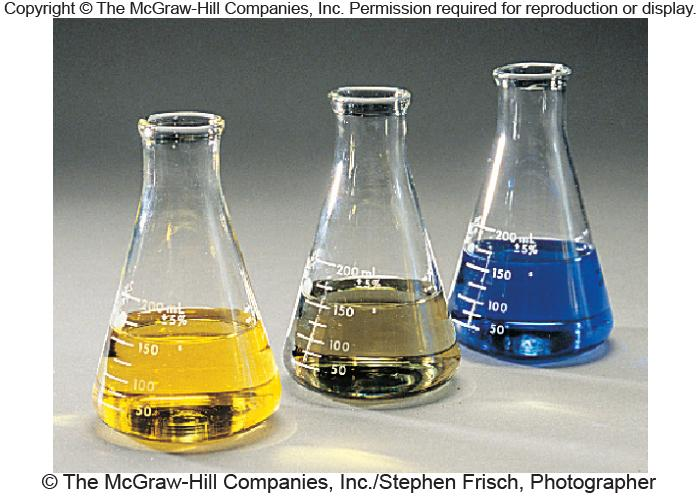 Copyright © The McGraw-Hill Companies, Inc. Permission required for reproduction or display.
200 mL
±5%
150
100
50
200 mL
±5%
150
100
50
200 mL
±5%
150
100
50
© The McGraw-Hill Companies, Inc./Stephen Frisch, Photographer